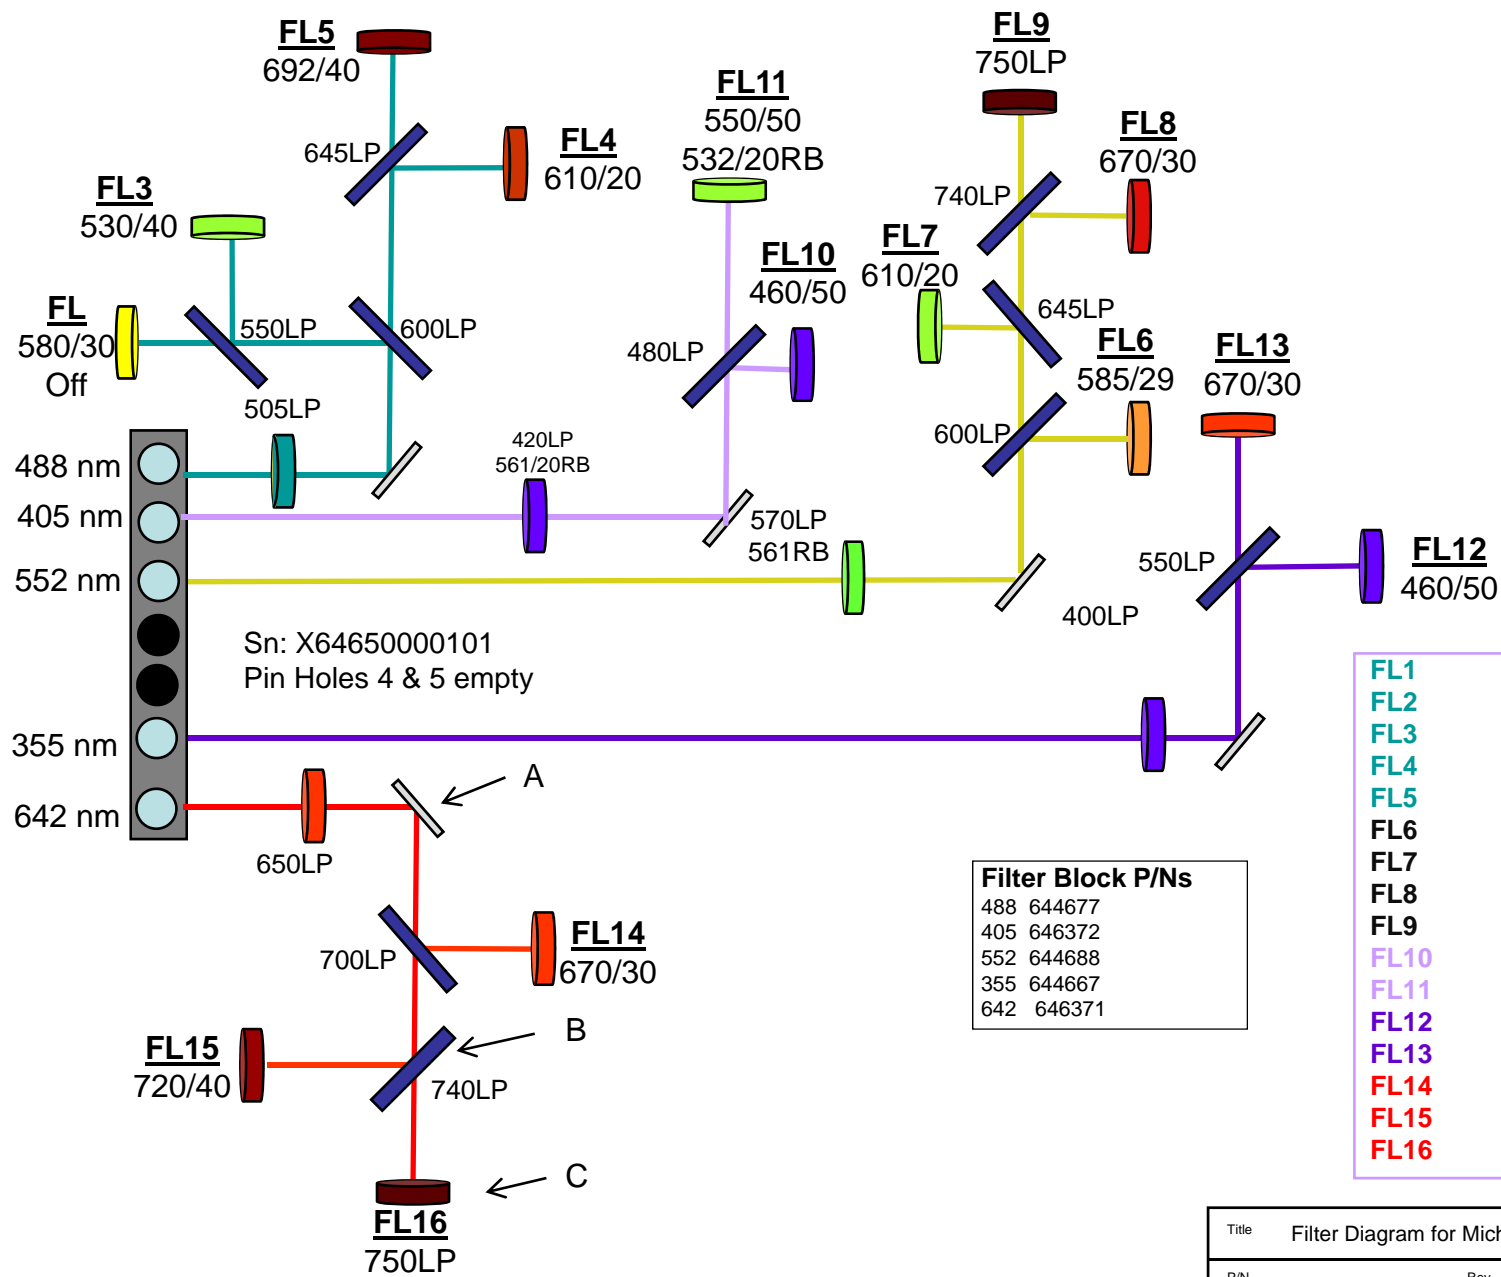 FL5
692/40
645LP
FL4
610/20
FL3
530/40
FL
580/30
Off
550LP
600LP
505LP
FL11
550/50
532/20RB
FL10
460/50
480LP
420LP
561/20RB
FL9
750LP
FL8
670/30
740LP
FL7
610/20
645LP
FL6
585/29
600LP
570LP
561RB
FL13
670/30
550LP
FL12
460/50
400LP
488 nm
405 nm
552 nm
355 nm
642 nm
Sn: X64650000101
Pin Holes 4 & 5 empty
A
650LP
700LP
FL14
670/30
B
FL15
720/40
740LP
C
FL16
750LP
Filter Block P/Ns
488 644677
405 646372
552 644688
355 644667
642 646371
FL1
FL2
FL3
FL4
FL5
FL6
FL7
FL8
FL9
FL10
FL11
FL12
FL13
FL14
FL15
FL16
Title Filter Diagram for Mich
P/N Rev